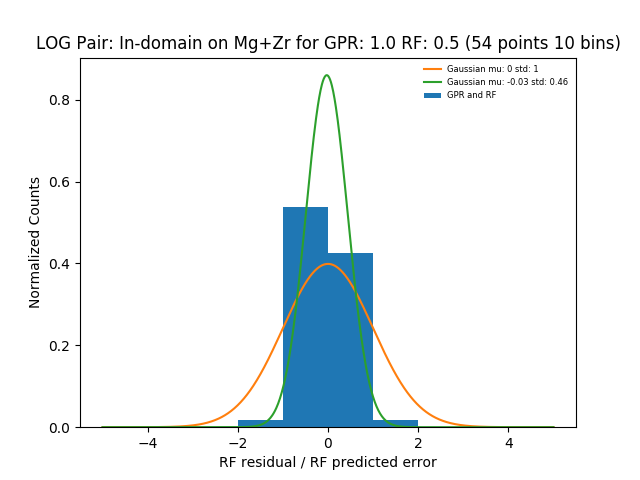 LOG Pair: In-domain on Mg+Zr for GPR: 1.0 RF: 0.5 (54 points 10 bins)
Gaussian mu: 0 std: 1
Gaussian mu: -0.03 std: 0.46
GPR and RF
Normalized Counts
0.8
0.6
0.4
0.2
0.0
−4 −2 0 2 4
RF residual / RF predicted error